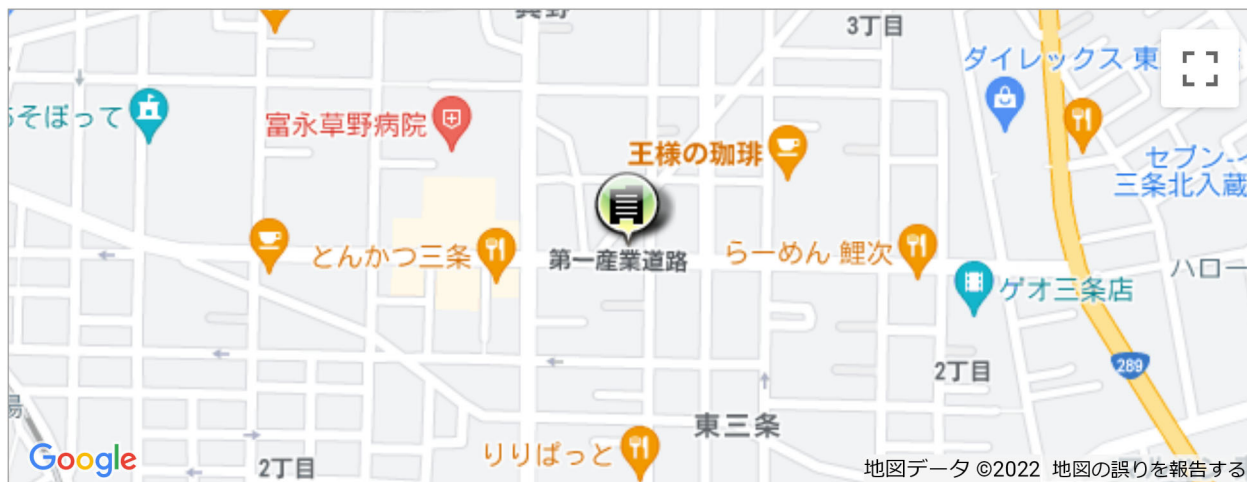 3丁目
ダイレックス 東
そぼって
富永草野病院
王様の珈琲
セブン-イ
三条北入蔵
とんかつ三条
第一産業道路
らーめん 鯉次
ハロー
ゲオ三条店
289
2丁目
東三条
りりぱっと
2丁目
Google
地図データ ©2022 地図の誤りを報告する